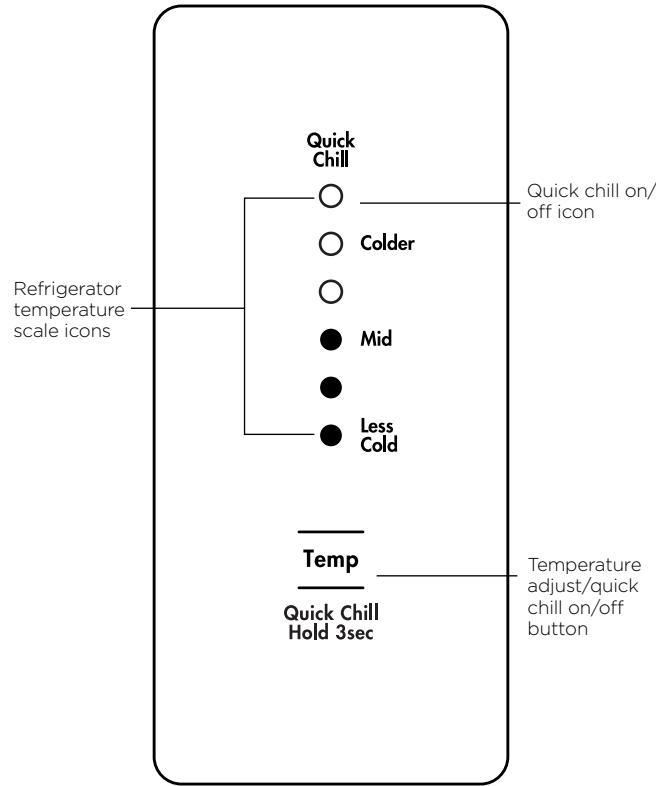 Quick
Chill
Quick chill on/
off icon
Colder
Refrigerator
temperature
scale icons
Mid
Less
Cold
Temp
Temperature
adjust/quick
chill on/off
button
Quick Chill
Hold 3sec